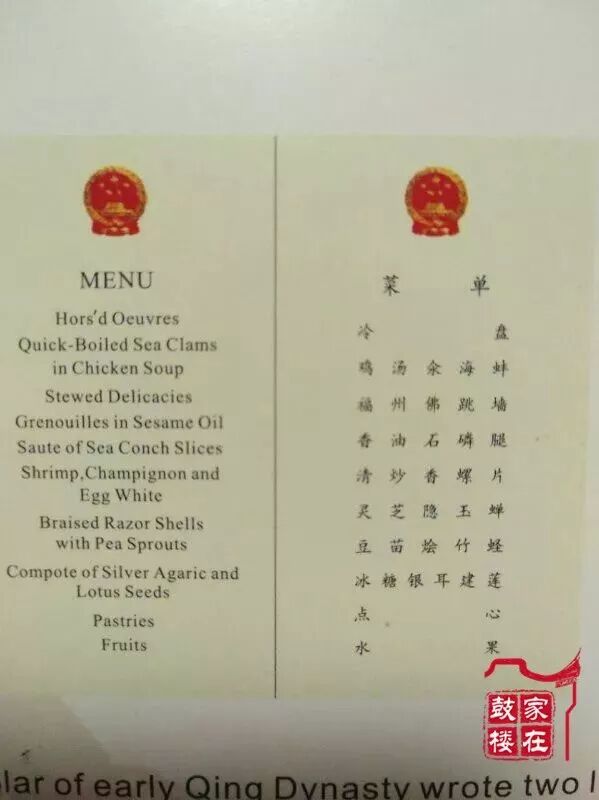 MENU
Hors'd Oeuvres
Quick-Boiled Sea Clams
in Chicken Soup
Stewed Delicacies
Grenouilles in Sesame Oil
Saute of Sea Conch Slices
Shrimp,Champignon and
Egg White
Braised Razor Shells
with Pea Sprouts
Compote of Silver Agaric and
Lotus Seeds
Pastries
Fruits
菜单
冷盘
鸡汤汆海蚌
福州佛跳墙
香油石磷腿
清炒香螺片
灵芝隐玉蝉
豆苗烩竹蛏
冰糖银耳建莲
点心
水果
家在
鼓楼
olar of early Qing Dynasty wrote two l